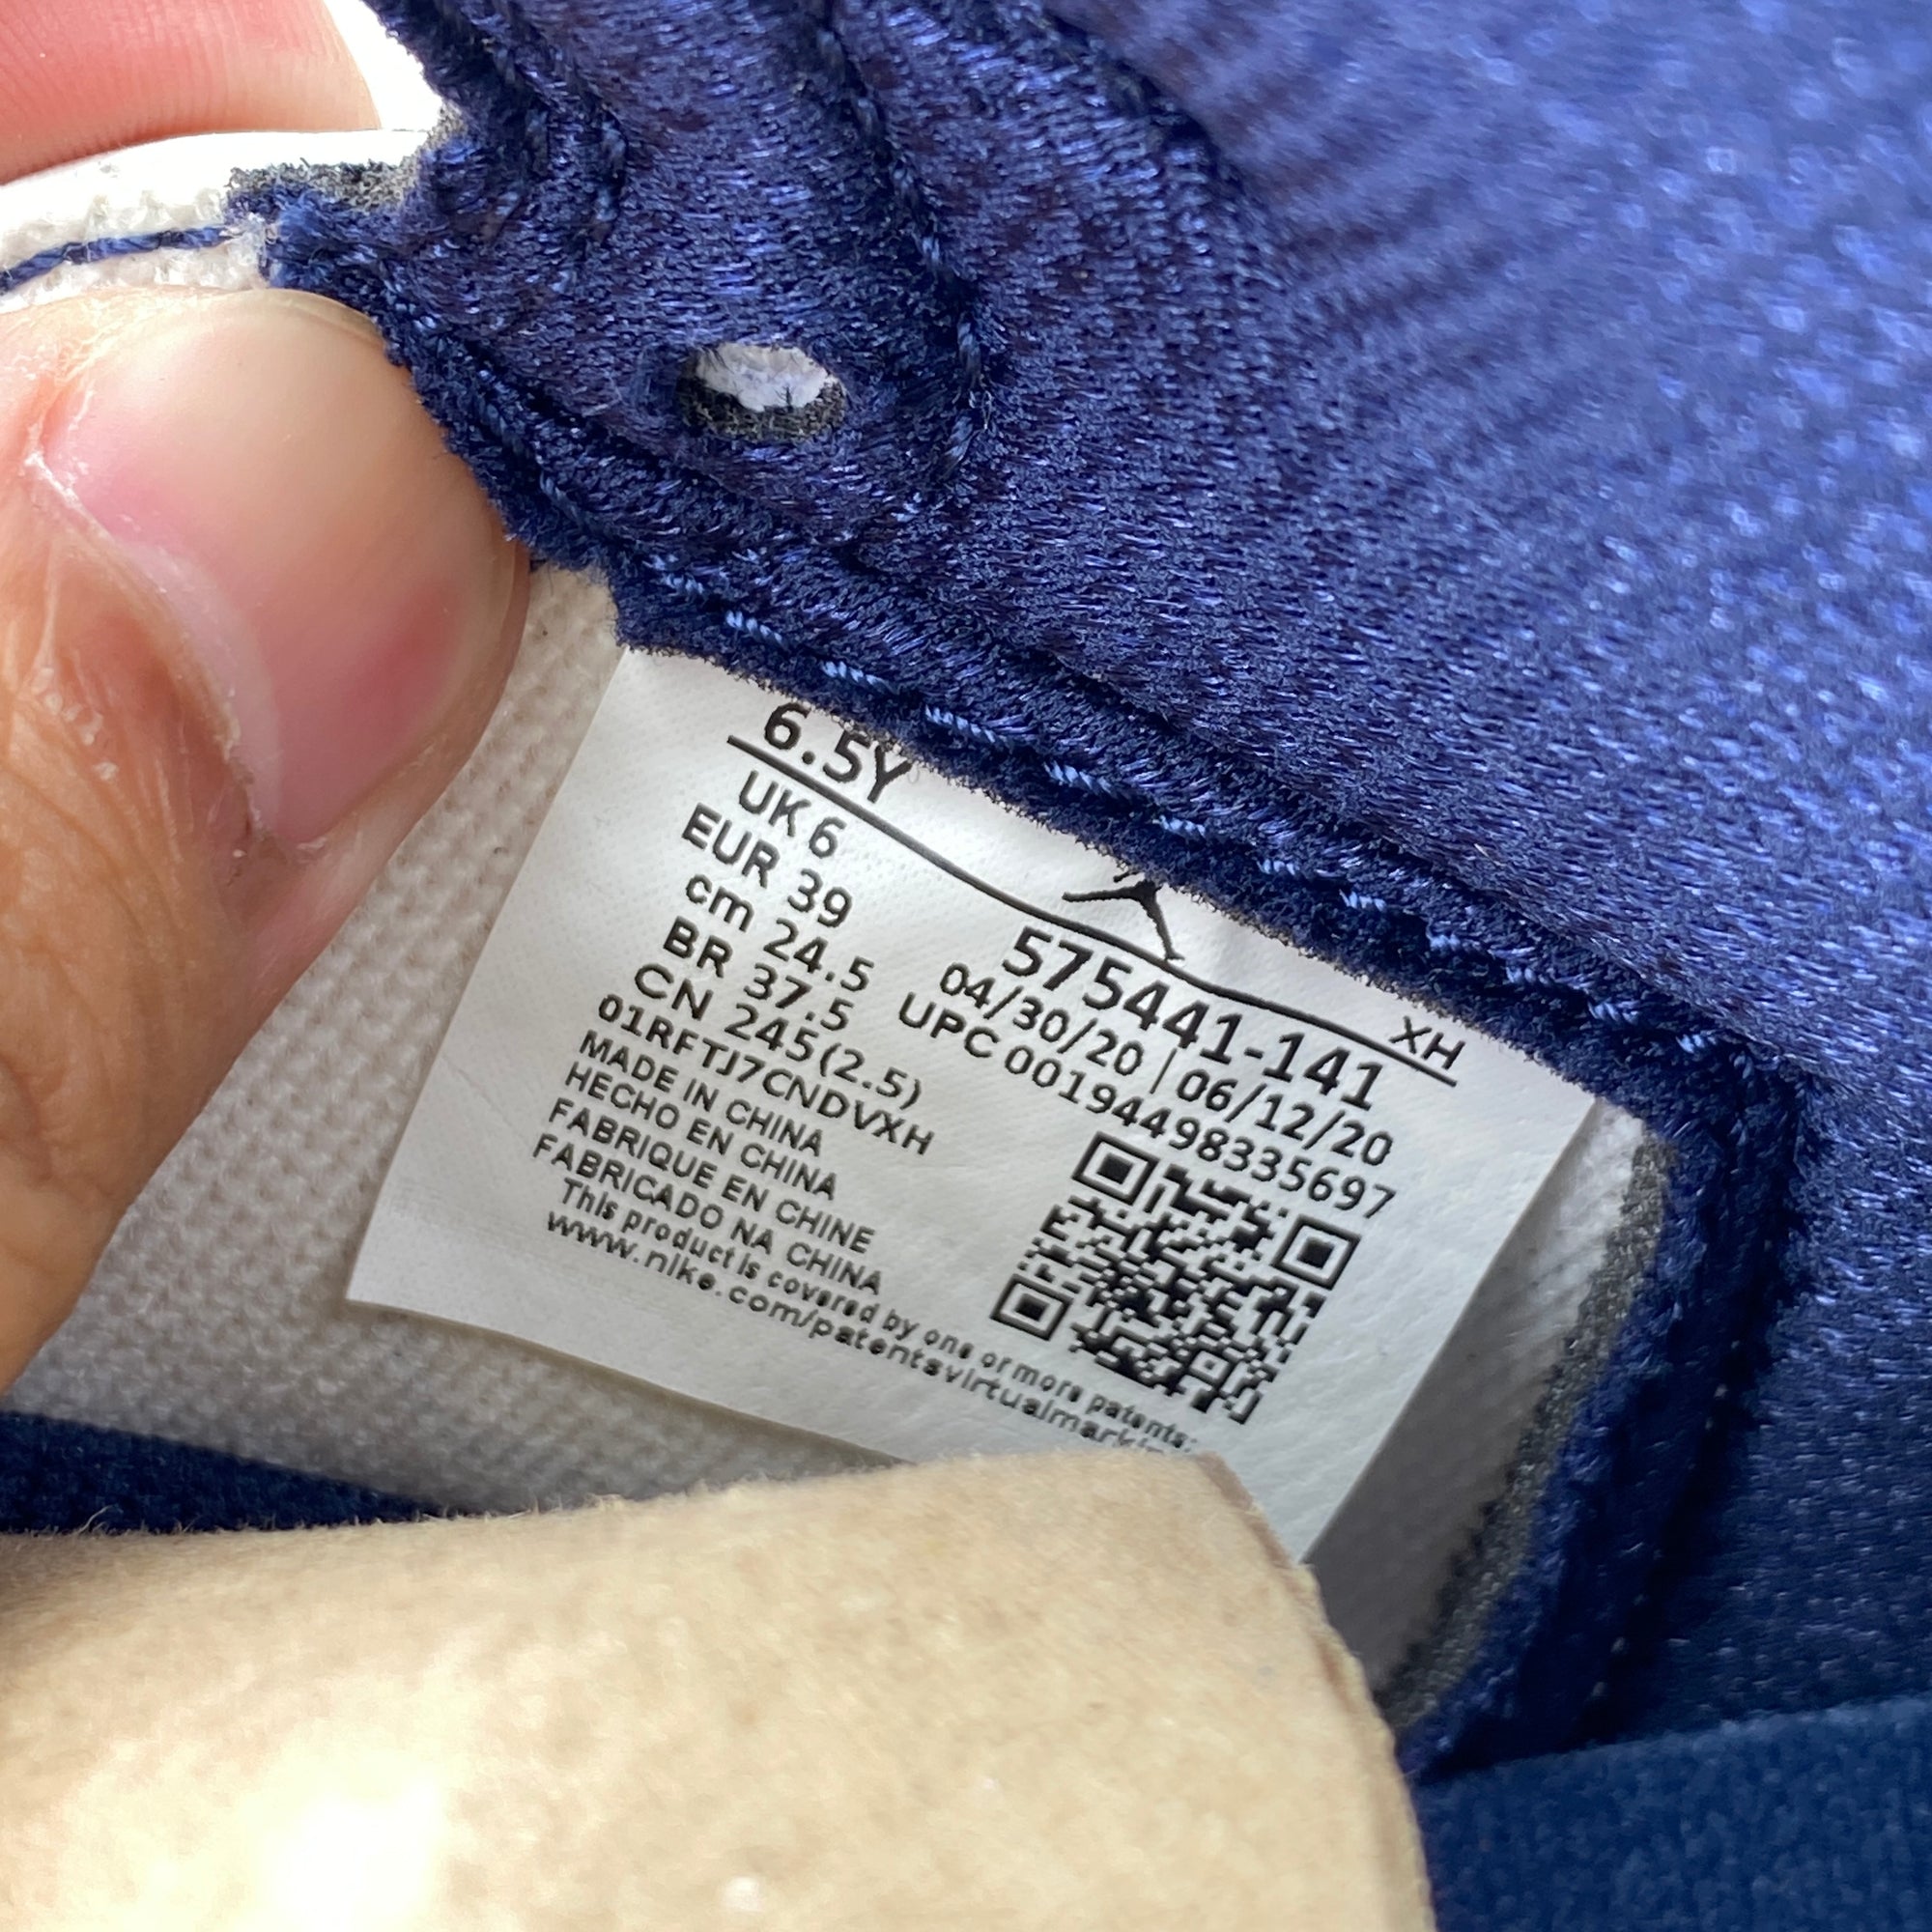 6.5Y
UK 6
EUR 39
cm 24.5
BR 37.5
CN 245(2.5)
01RFTJ7CNDVXH
MADE IN CHINA
HECHO EN CHINA
FABRIQUE EN CHINE
FABRICADO NA CHINA
This product is covered by one or more patents:
www.nike.com/patentsvirtualmarki
XH
575441-141
04/30/20 | 06/12/20
UPC 00194498335697